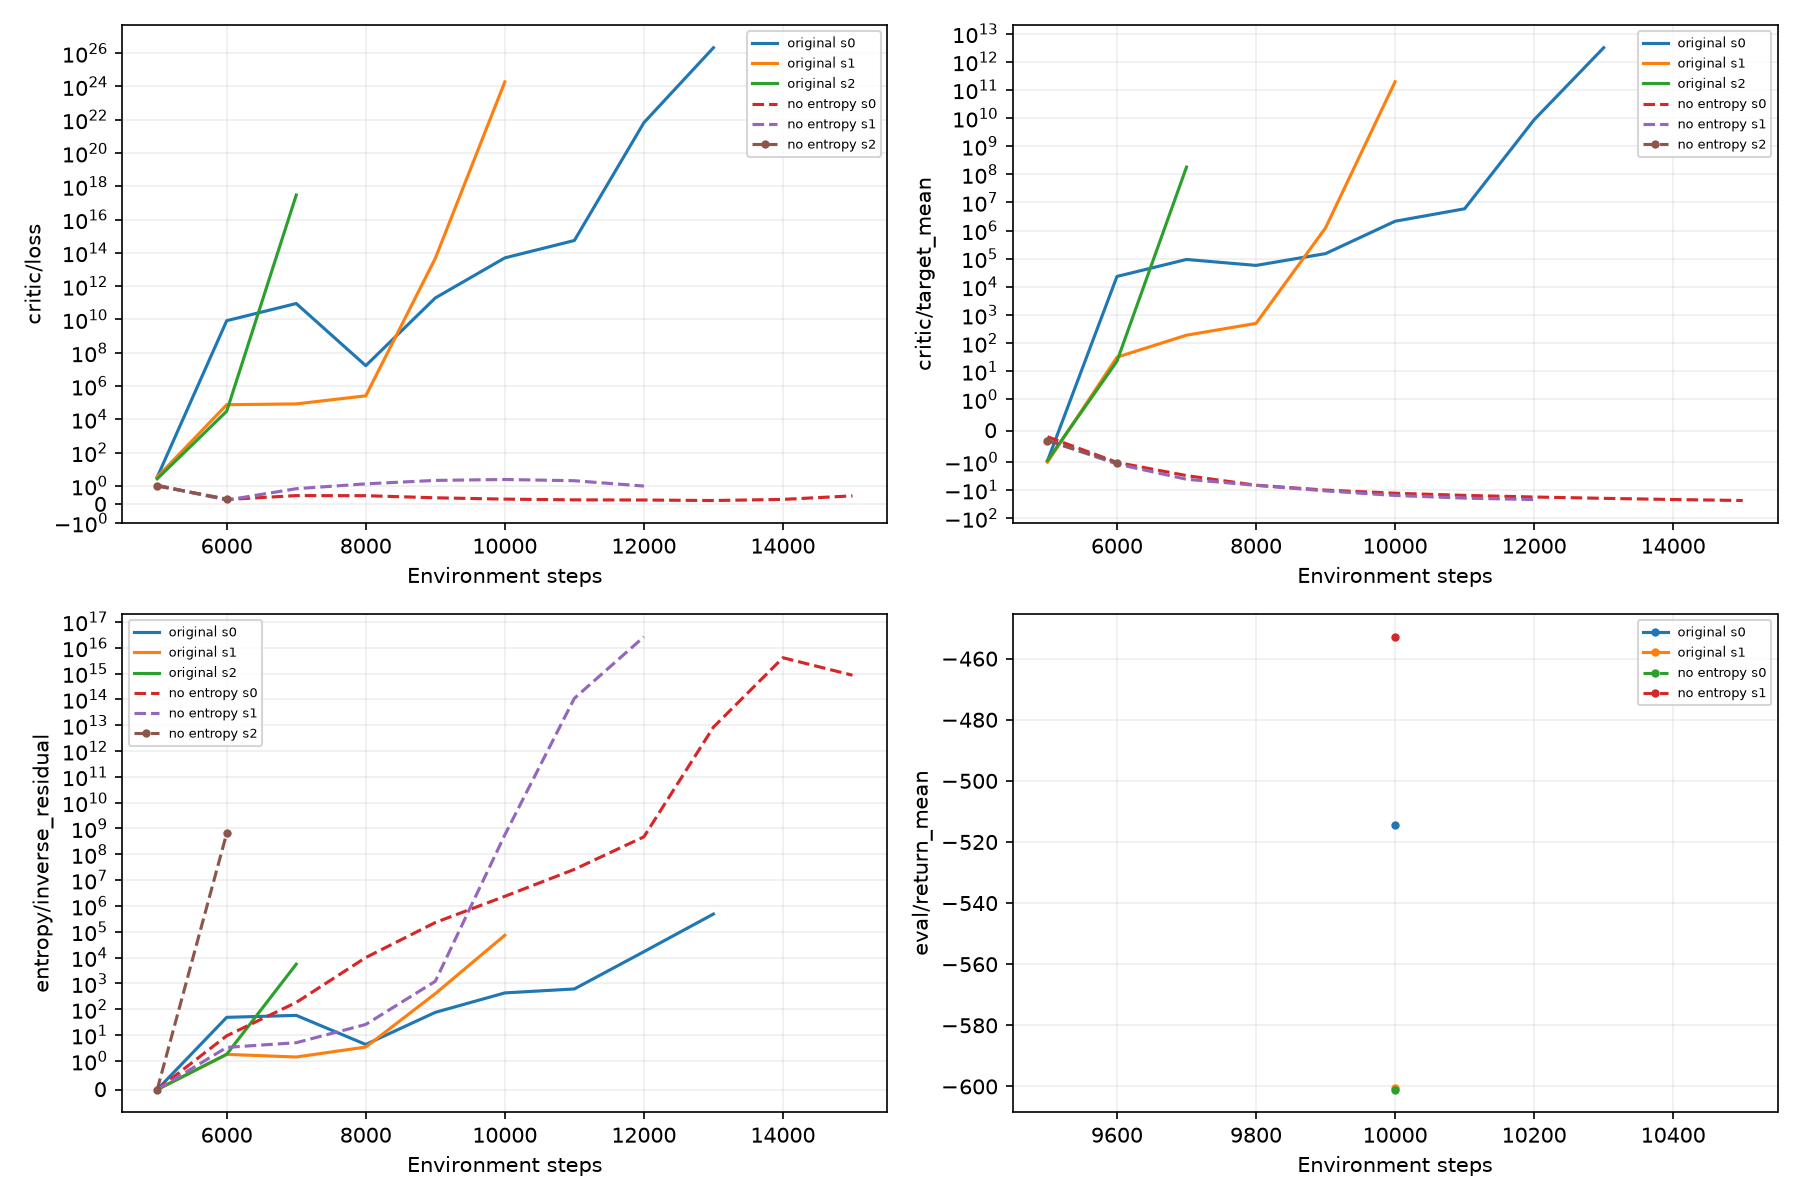 critic/loss
10^26
10^24
10^22
10^20
10^18
10^16
10^14
10^12
10^10
10^8
10^6
10^4
10^2
10^0
0
−10^0
6000 8000 10000 12000 14000
Environment steps
original s0
original s1
original s2
no entropy s0
no entropy s1
no entropy s2
critic/target_mean
10^13
10^12
10^11
10^10
10^9
10^8
10^7
10^6
10^5
10^4
10^3
10^2
10^1
10^0
0
−10^0
−10^1
−10^2
6000 8000 10000 12000 14000
Environment steps
original s0
original s1
original s2
no entropy s0
no entropy s1
no entropy s2
entropy/inverse_residual
10^17
10^16
10^15
10^14
10^13
10^12
10^11
10^10
10^9
10^8
10^7
10^6
10^5
10^4
10^3
10^2
10^1
10^0
0
6000 8000 10000 12000 14000
Environment steps
original s0
original s1
original s2
no entropy s0
no entropy s1
no entropy s2
eval/return_mean
−460
−480
−500
−520
−540
−560
−580
−600
9600 9800 10000 10200 10400
Environment steps
original s0
original s1
no entropy s0
no entropy s1